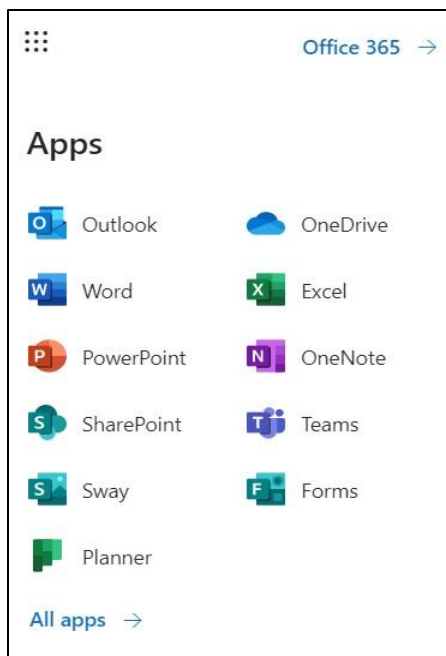 Office 365 →
Apps
Outlook OneDrive
Word Excel
PowerPoint OneNote
SharePoint Teams
Sway Forms
Planner
All apps →